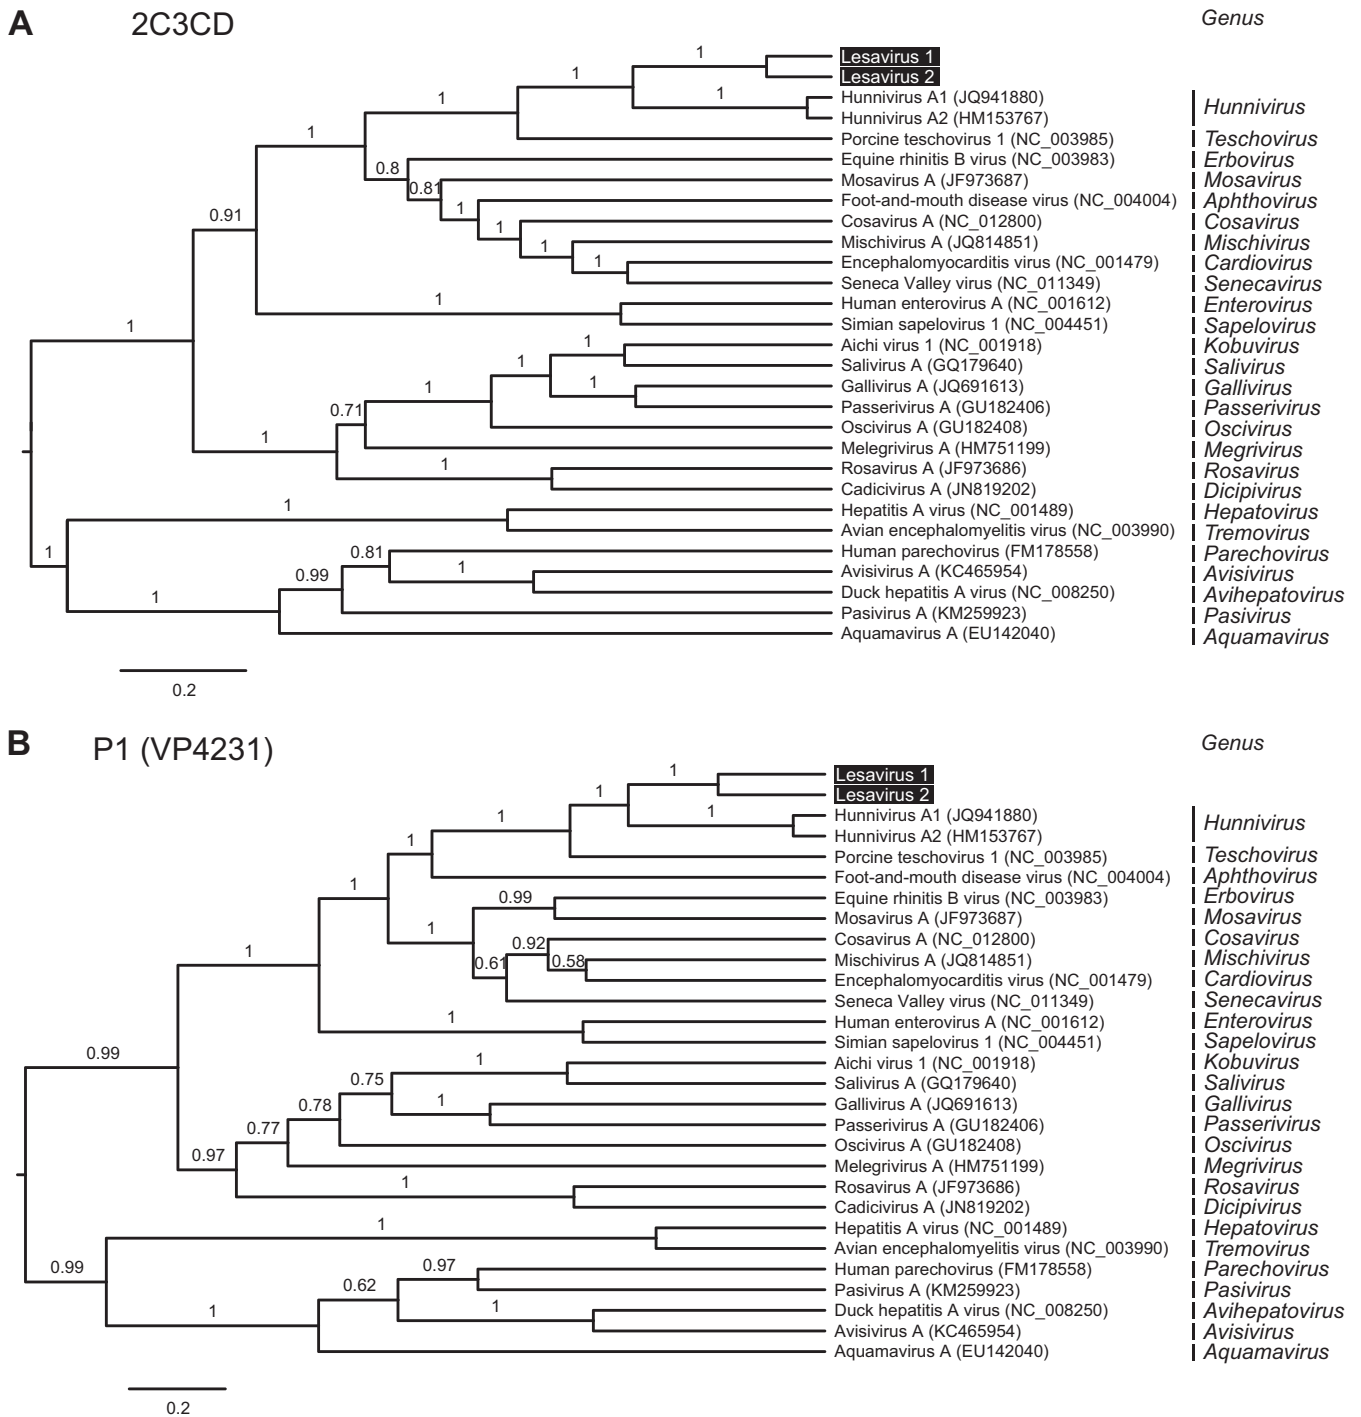 A 2C3CD Genus
1 Lesavirus 1
1 Lesavirus 2
1 1 Hunnivirus A1 (JQ941880) Hunnivirus
Hunnivirus A2 (HM153767)
1 Porcine teschovirus 1 (NC_003985) Teschovirus
0.8 Equine rhinitis B virus (NC_003983) Erbovirus
0.81 Mosavirus A (JF973687) Mosavirus
1 Foot-and-mouth disease virus (NC_004004) Aphthovirus
0.91 1 Cosavirus A (NC_012800) Cosavirus
1 Mischivirus A (JQ814851) Mischivirus
1 Encephalomyocarditis virus (NC_001479) Cardiovirus
Seneca Valley virus (NC_011349) Senecavirus
1 Human enterovirus A (NC_001612) Enterovirus
1 Simian sapelovirus 1 (NC_004451) Sapelovirus
1 Aichi virus 1 (NC_001918) Kobuvirus
1 Salivirus A (GQ179640) Salivirus
1 1 Gallivirus A (JQ691613) Gallivirus
0.71 Passerivirus A (GU182406) Passerivirus
1 Oscivirus A (GU182408) Oscivirus
Melegrivirus A (HM751199) Megrivirus
1 Rosavirus A (JF973686) Rosavirus
Cadicivirus A (JN819202) Dicipivirus
1 Hepatitis A virus (NC_001489) Hepatovirus
Avian encephalomyelitis virus (NC_003990) Tremovirus
1 0.81 Human parechovirus (FM178558) Parechovirus
0.99 1 Avisivirus A (KC465954) Avisivirus
1 Duck hepatitis A virus (NC_008250) Avihepatovirus
Pasivirus A (KM259923) Pasivirus
Aquamavirus A (EU142040) Aquamavirus
0.2
B P1 (VP4231) Genus
1 Lesavirus 1
1 Lesavirus 2
1 1 Hunnivirus A1 (JQ941880) Hunnivirus
1 Hunnivirus A2 (HM153767)
Porcine teschovirus 1 (NC_003985) Teschovirus
1 Foot-and-mouth disease virus (NC_004004) Aphthovirus
0.99 Equine rhinitis B virus (NC_003983) Erbovirus
1 Mosavirus A (JF973687) Mosavirus
1 0.92 Cosavirus A (NC_012800) Cosavirus
0.61 0.58 Mischivirus A (JQ814851) Mischivirus
Encephalomyocarditis virus (NC_001479) Cardiovirus
Seneca Valley virus (NC_011349) Senecavirus
1 Human enterovirus A (NC_001612) Enterovirus
Simian sapelovirus 1 (NC_004451) Sapelovirus
0.99 1 Aichi virus 1 (NC_001918) Kobuvirus
0.75 Salivirus A (GQ179640) Salivirus
0.78 1 Gallivirus A (JQ691613) Gallivirus
0.77 Passerivirus A (GU182406) Passerivirus
0.97 Oscivirus A (GU182408) Oscivirus
Melegrivirus A (HM751199) Megrivirus
1 Rosavirus A (JF973686) Rosavirus
Cadicivirus A (JN819202) Dicipivirus
1 Hepatitis A virus (NC_001489) Hepatovirus
Avian encephalomyelitis virus (NC_003990) Tremovirus
0.99 0.97 Human parechovirus (FM178558) Parechovirus
0.62 Pasivirus A (KM259923) Pasivirus
1 1 Duck hepatitis A virus (NC_008250) Avihepatovirus
Avisivirus A (KC465954) Avisivirus
Aquamavirus A (EU142040) Aquamavirus
0.2